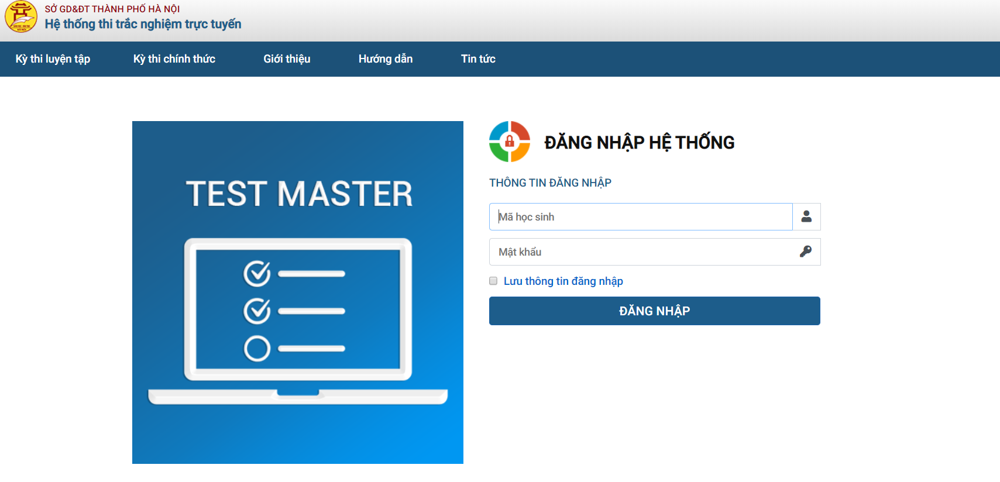 SỞ GD&ĐT THÀNH PHỐ HÀ NỘI
Hệ thống thi trắc nghiệm trực tuyến
Kỳ thi luyện tập
Kỳ thi chính thức
Giới thiệu
Hướng dẫn
Tin tức
TEST MASTER
ĐĂNG NHẬP HỆ THỐNG
THÔNG TIN ĐĂNG NHẬP
Mã học sinh
Mật khẩu
Lưu thông tin đăng nhập
ĐĂNG NHẬP